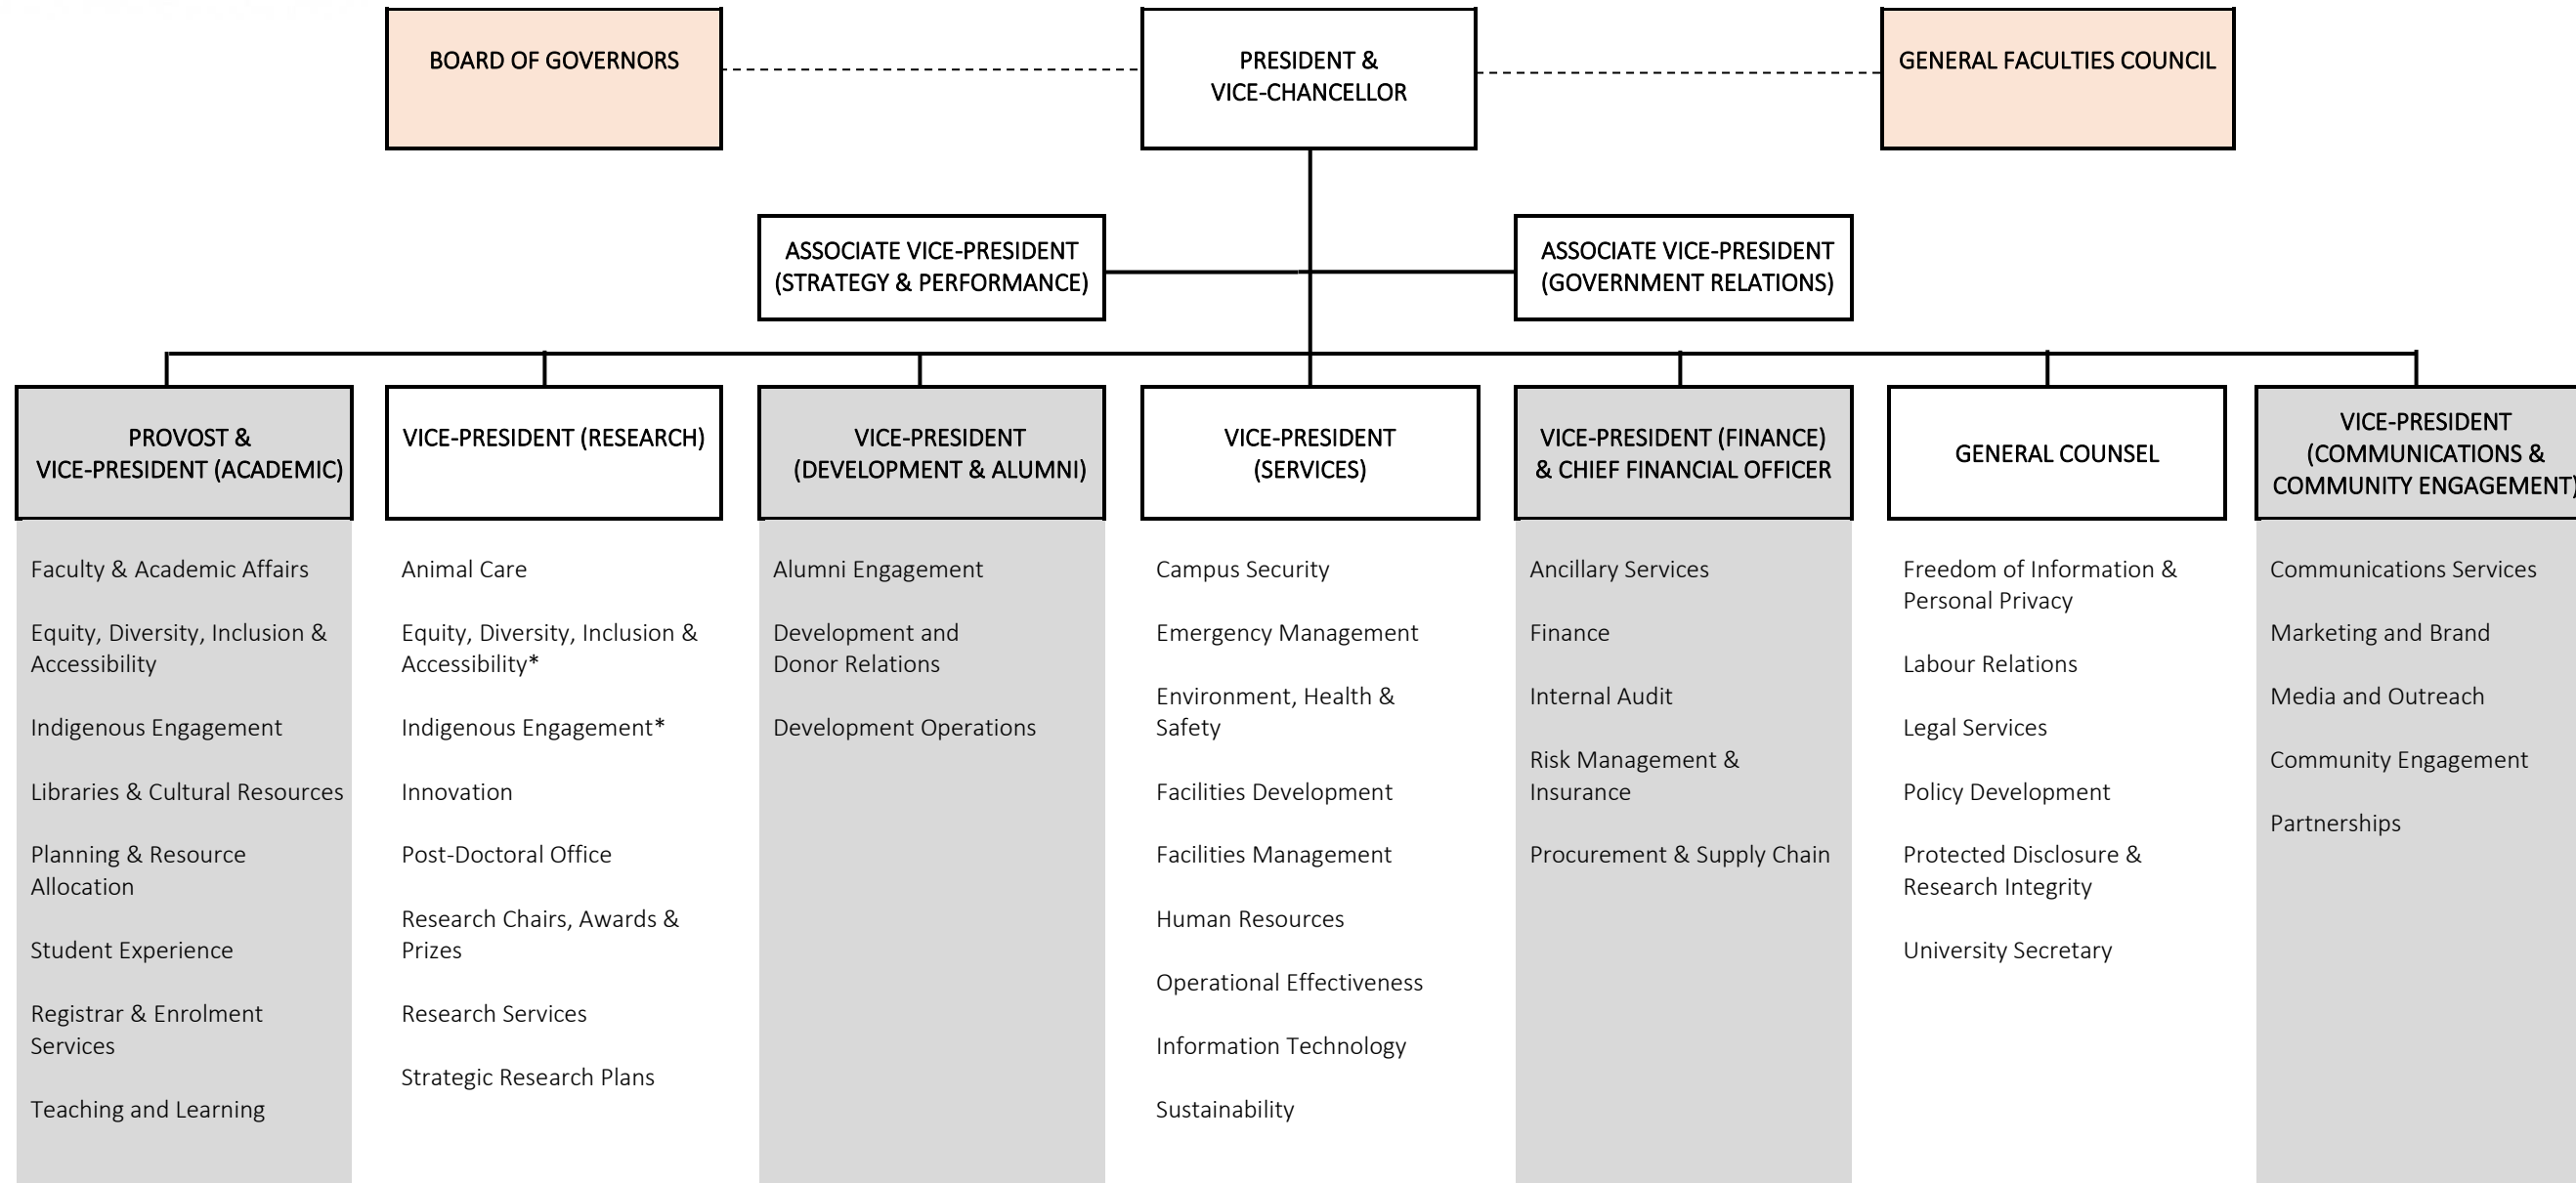 BOARD OF GOVERNORS
PRESIDENT &
VICE-CHANCELLOR
GENERAL FACULTIES COUNCIL
ASSOCIATE VICE-PRESIDENT
(STRATEGY & PERFORMANCE)
ASSOCIATE VICE-PRESIDENT
(GOVERNMENT RELATIONS)
PROVOST &
VICE-PRESIDENT (ACADEMIC)
Faculty & Academic Affairs
Equity, Diversity, Inclusion &
Accessibility
Indigenous Engagement
Libraries & Cultural Resources
Planning & Resource
Allocation
Student Experience
Registrar & Enrolment
Services
Teaching and Learning
VICE-PRESIDENT (RESEARCH)
Animal Care
Equity, Diversity, Inclusion &
Accessibility*
Indigenous Engagement*
Innovation
Post-Doctoral Office
Research Chairs, Awards &
Prizes
Research Services
Strategic Research Plans
VICE-PRESIDENT
(DEVELOPMENT & ALUMNI)
Alumni Engagement
Development and
Donor Relations
Development Operations
VICE-PRESIDENT
(SERVICES)
Campus Security
Emergency Management
Environment, Health &
Safety
Facilities Development
Facilities Management
Human Resources
Operational Effectiveness
Information Technology
Sustainability
VICE-PRESIDENT (FINANCE)
& CHIEF FINANCIAL OFFICER
Ancillary Services
Finance
Internal Audit
Risk Management &
Insurance
Procurement & Supply Chain
GENERAL COUNSEL
Freedom of Information &
Personal Privacy
Labour Relations
Legal Services
Policy Development
Protected Disclosure &
Research Integrity
University Secretary
VICE-PRESIDENT
(COMMUNICATIONS &
COMMUNITY ENGAGEMENT)
Communications Services
Marketing and Brand
Media and Outreach
Community Engagement
Partnerships